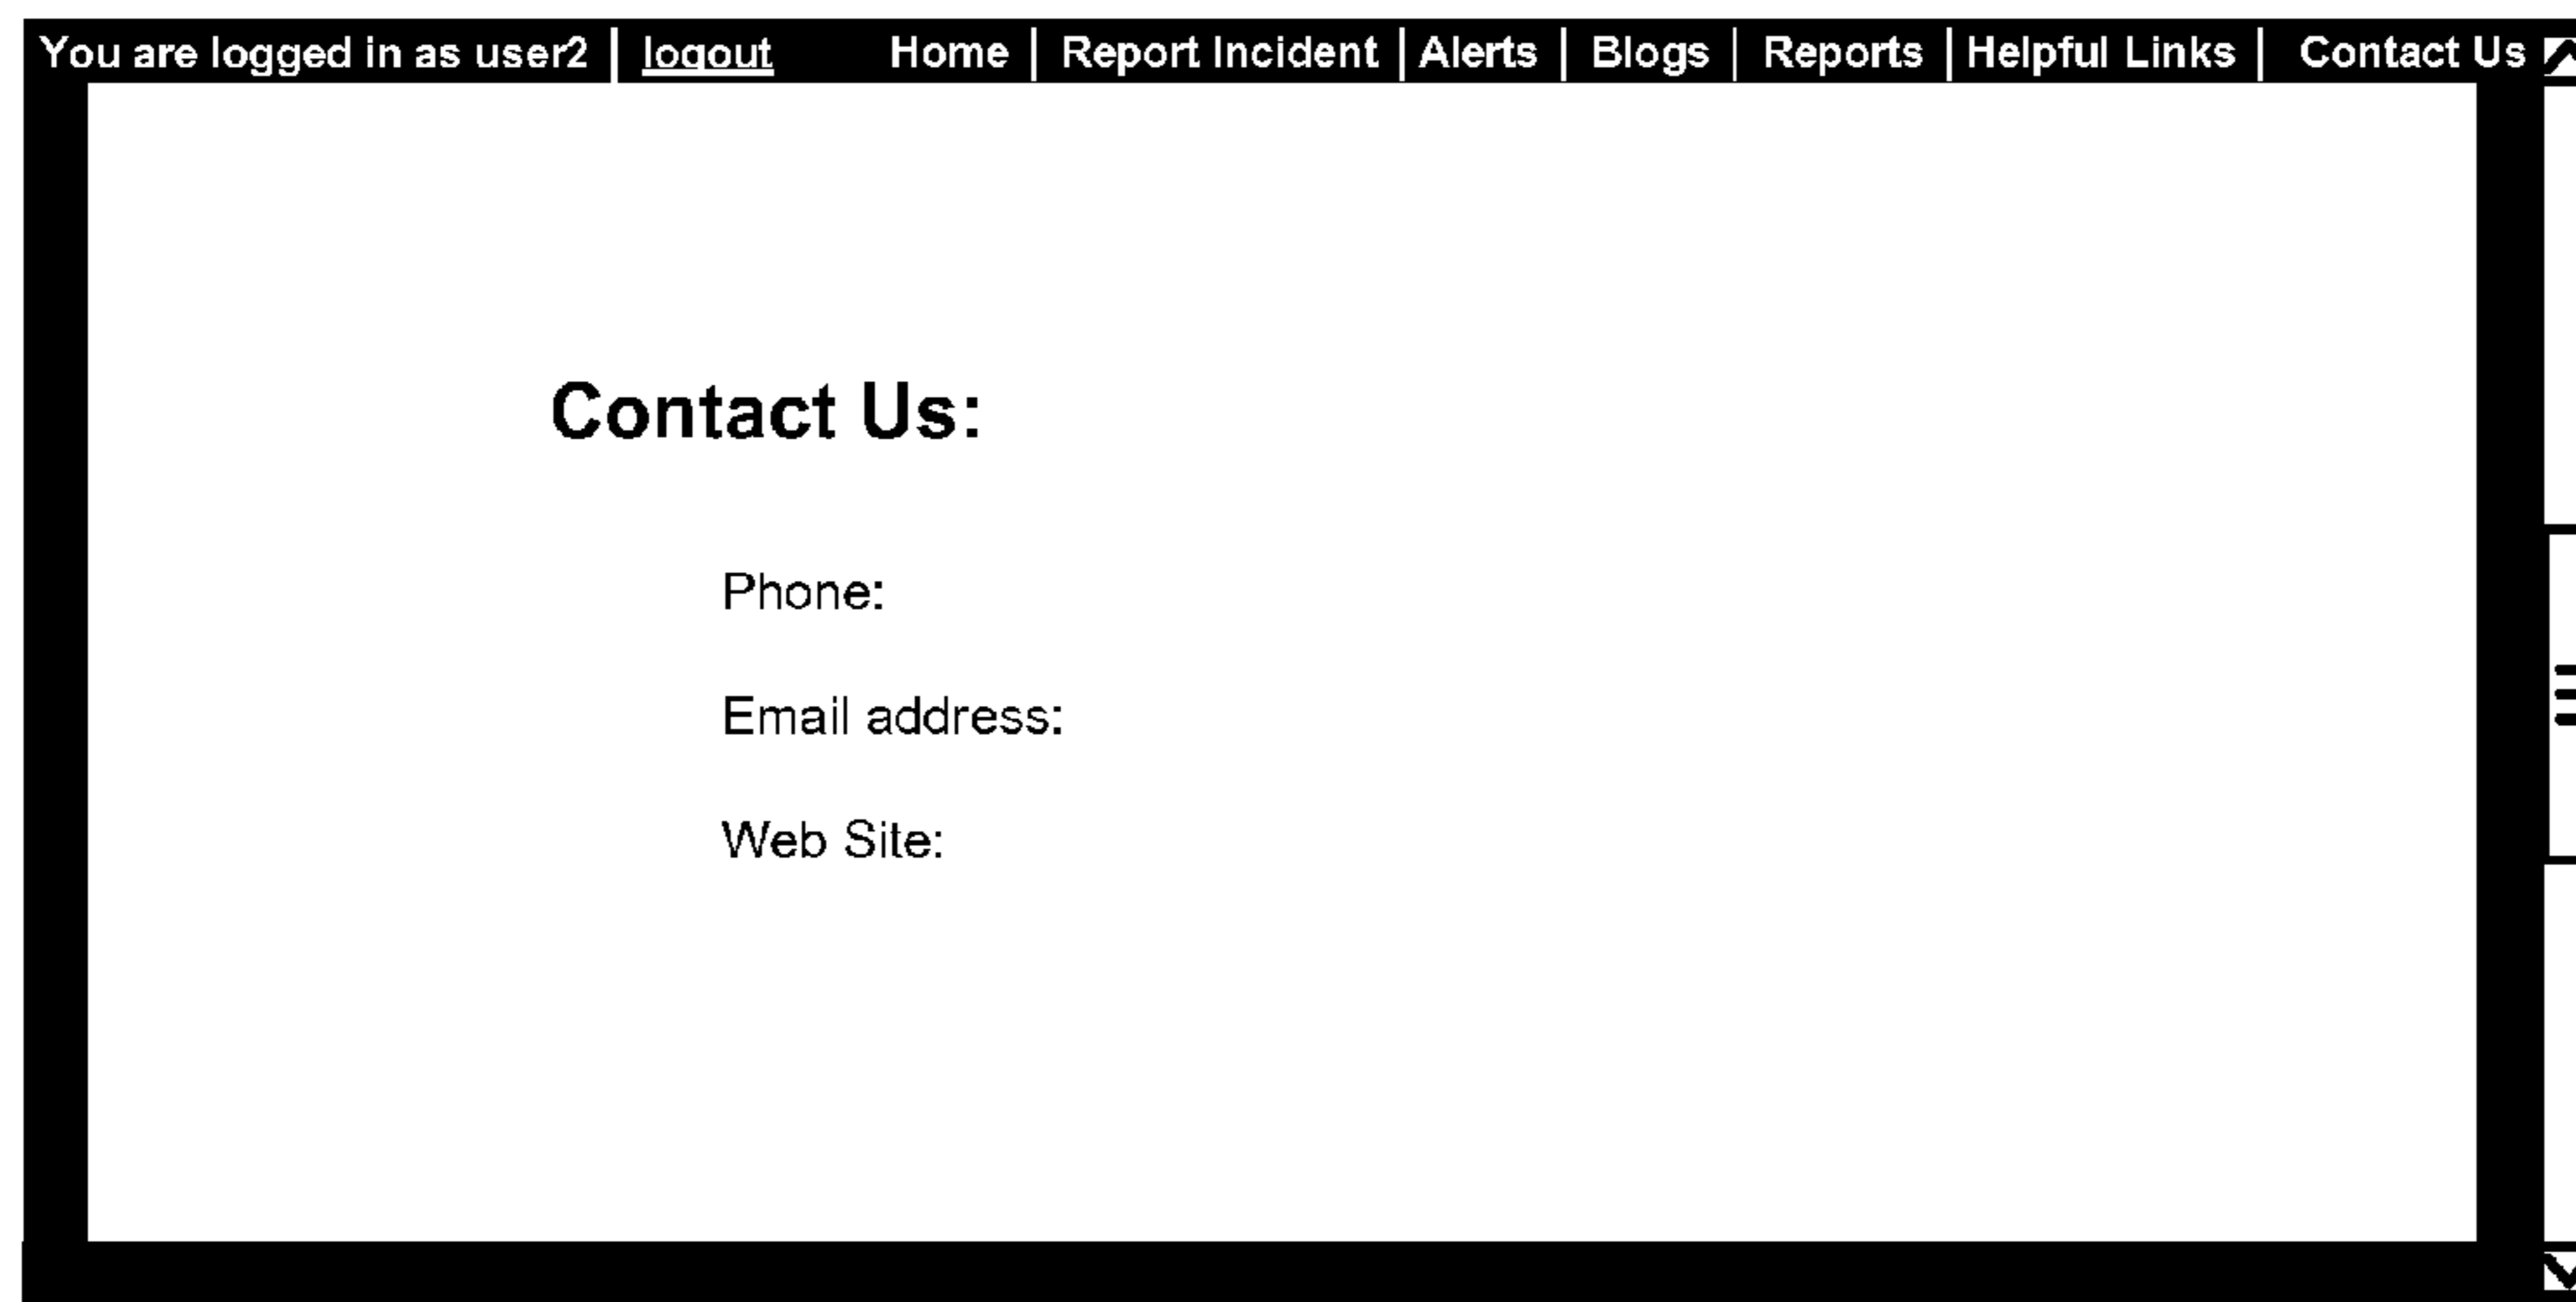 You are logged in as user2 | logout Home | Report Incident | Alerts | Blogs | Reports | Helpful Links | Contact Us
Contact Us:
Phone:
Email address:
Web Site: